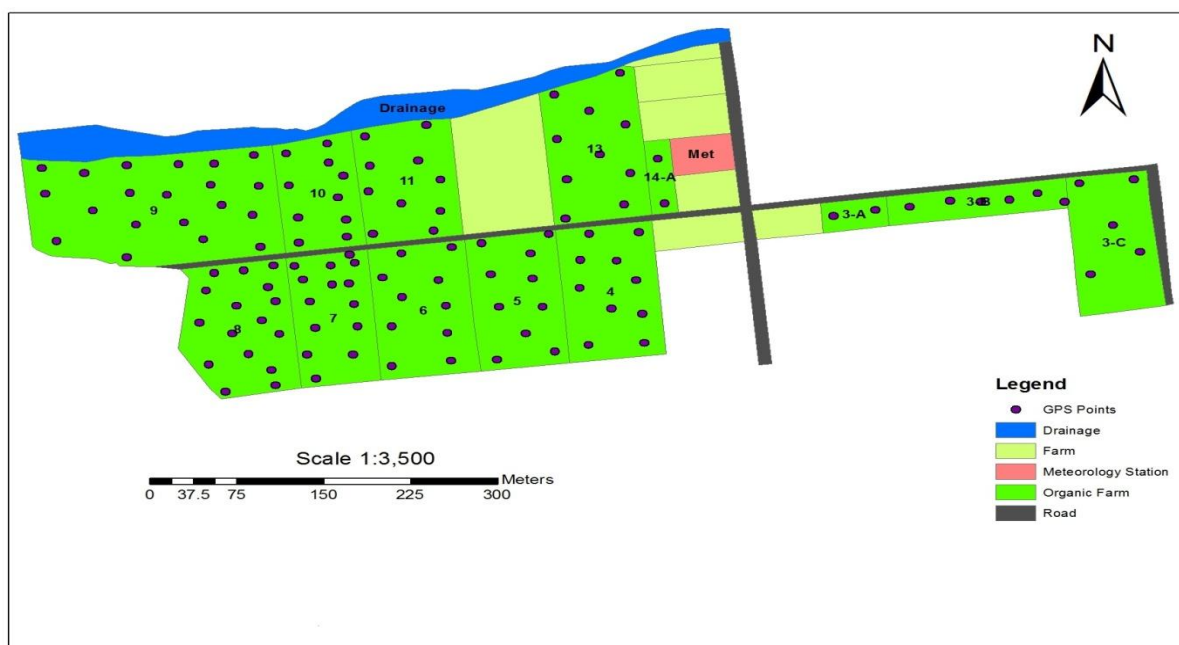 N
Drainage
Met
13
14-A
11
10
9
3-A
3-B
3-C
4
5
6
7
8
Legend
GPS Points
Drainage
Farm
Meteorology Station
Organic Farm
Road
Scale 1:3,500
Meters
0 37.5 75 150 225 300